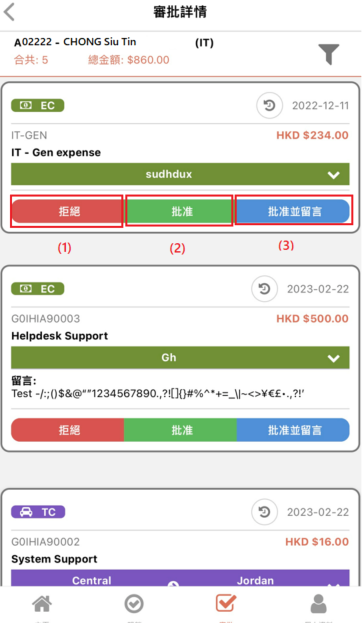 審批詳情
A02222 - CHONG Siu Tin (IT)
合共: 5 總金額: $860.00
EC 2022-12-11
IT-GEN HKD $234.00
IT - Gen expense
sudhdux
拒絕 批准 批准並留言
(1) (2) (3)
EC 2023-02-22
G0IHIA90003 HKD $500.00
Helpdesk Support
Gh
留言:
Test -/:;()$&@“”1234567890.,?![]{}#%^*+=_\|~<>¥€£•.,?!’
拒絕 批准 批准並留言
TC 2023-02-22
G0IHIA90002 HKD $16.00
System Support
Central Jordan